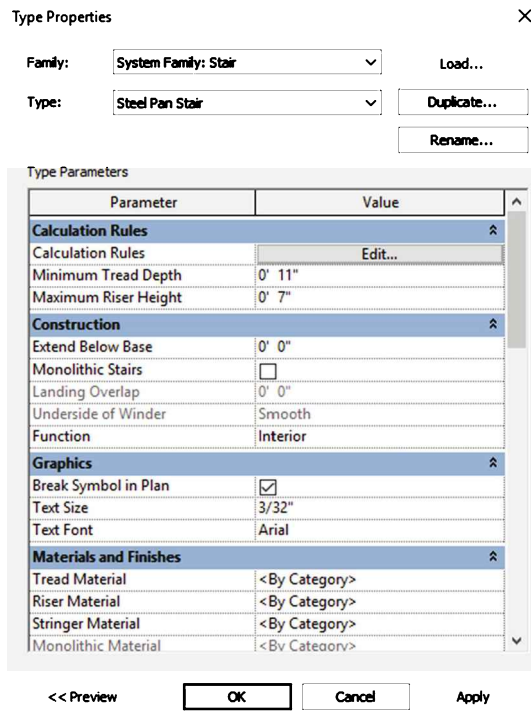 Type Properties
Family: System Family: Stair Load...
Type: Steel Pan Stair Duplicate...
Rename...
Type Parameters
Parameter Value
Calculation Rules
Calculation Rules Edit...
Minimum Tread Depth 0' 11"
Maximum Riser Height 0' 7"
Construction
Extend Below Base 0' 0"
Monolithic Stairs
Landing Overlap 0' 0"
Underside of Winder Smooth
Function Interior
Graphics
Break Symbol in Plan
Text Size 3/32"
Text Font Arial
Materials and Finishes
Tread Material <By Category>
Riser Material <By Category>
Stringer Material <By Category>
Monolithic Material <By Category>
<< Preview OK Cancel Apply